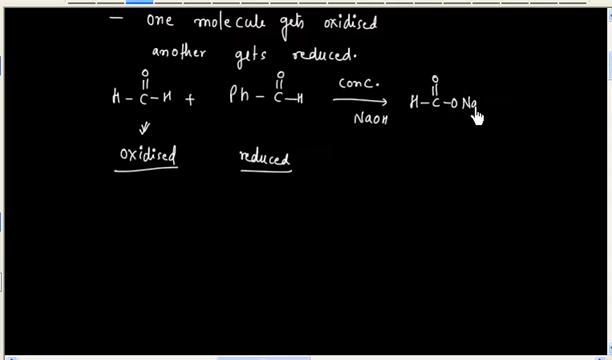 — One molecule gets oxidised
another gets reduced.
O O conc. O
H - C - H + Ph - C - H NaOH H - C - O Na
oxidised reduced